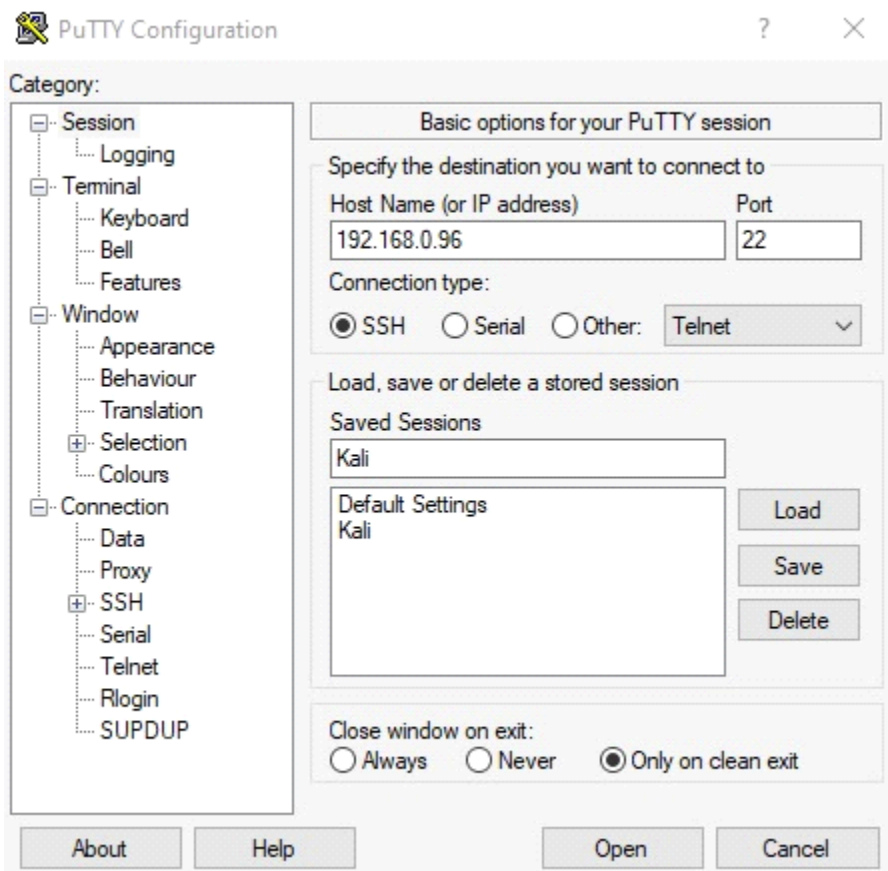 PuTTY Configuration
?
Category:
Session
Logging
Terminal
Keyboard
Bell
Features
Window
Appearance
Behaviour
Translation
Selection
Colours
Connection
Data
Proxy
SSH
Serial
Telnet
Rlogin
SUPDUP
Basic options for your PuTTY session
Specify the destination you want to connect to
Host Name (or IP address) Port
192.168.0.96 22
Connection type:
SSH Serial Other: Telnet
Load, save or delete a stored session
Saved Sessions
Kali
Default Settings
Kali
Load
Save
Delete
Close window on exit:
Always Never Only on clean exit
About Help Open Cancel